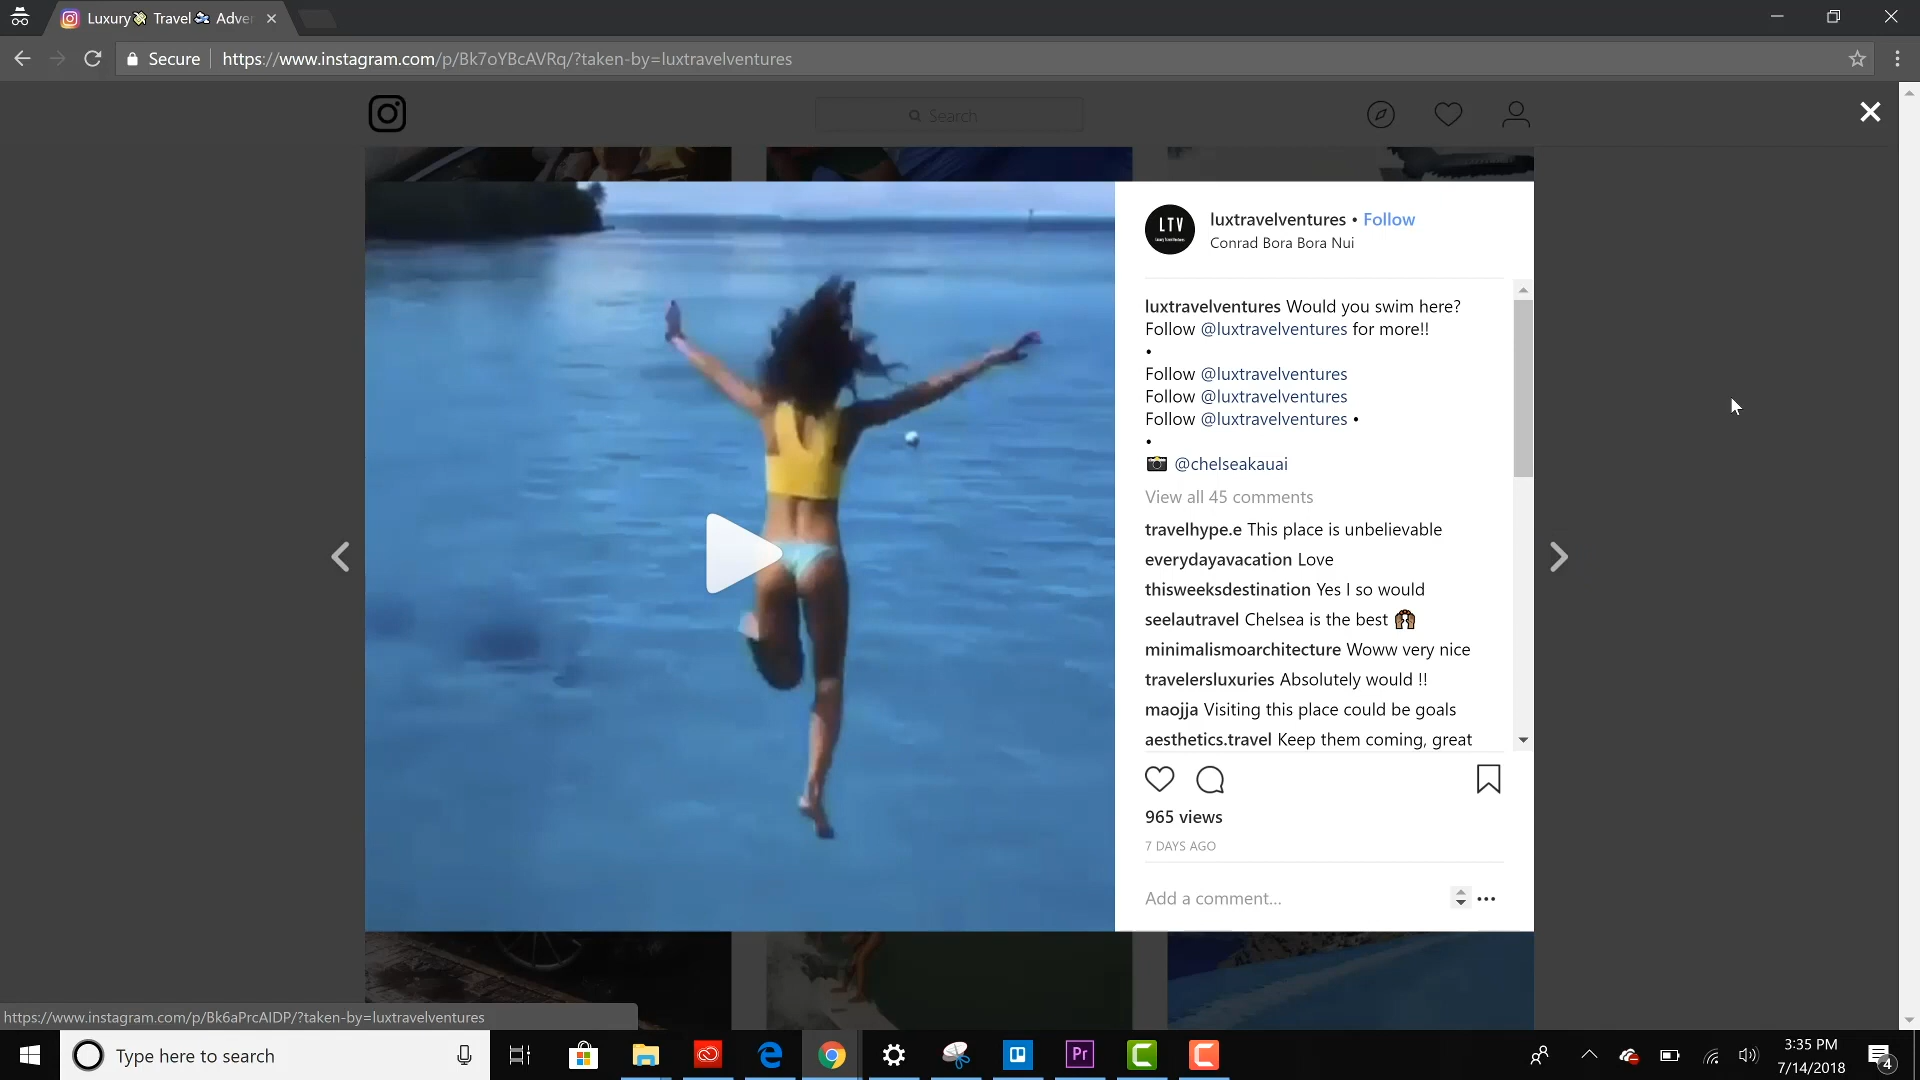 Luxury Travel Adve
Secure
https://www.instagram.com/p/Bk7oYBcAVRq/?taken-by=luxtravelventures
Search
LTV
luxtravelventures • Follow
Conrad Bora Bora Nui
luxtravelventures Would you swim here?
Follow @luxtravelventures for more!!
•
Follow @luxtravelventures
Follow @luxtravelventures
Follow @luxtravelventures •
•
📷 @chelseakauai
View all 45 comments
travelhype.e This place is unbelievable
everydayavacation Love
thisweeksdestination Yes I so would
seelautravel Chelsea is the best
minimalismoarchitecture Woww very nice
travelersluxuries Absolutely would !!
maojja Visiting this place could be goals
aesthetics.travel Keep them coming, great
965 views
7 DAYS AGO
Add a comment...
https://www.instagram.com/p/Bk6aPrcAIDP/?taken-by=luxtravelventures
Type here to search
Pr
3:35 PM
7/14/2018
4